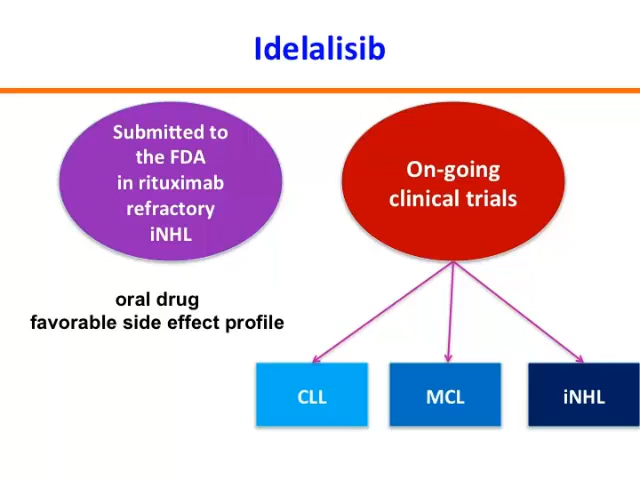 Idelalisib
Submitted to
the FDA
in rituximab
refractory
iNHL
On-going
clinical trials
oral drug
favorable side effect profile
CLL
MCL
iNHL